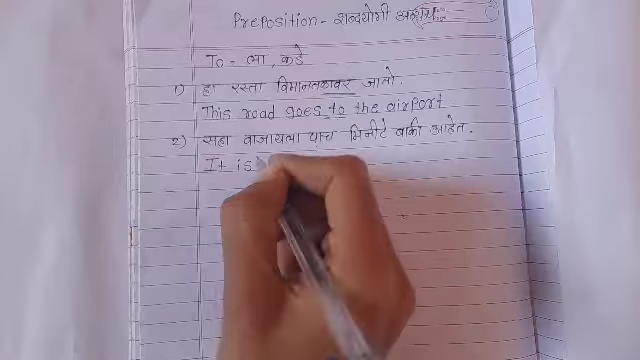 Preposition - शब्दयोगी अव्यय
To - ला, कडे
1) हा रस्ता विमानतळावर जातो.
This road goes to the airport
2) सहा वाजायला पाच मिनीटे बाकी आहेत.
It is